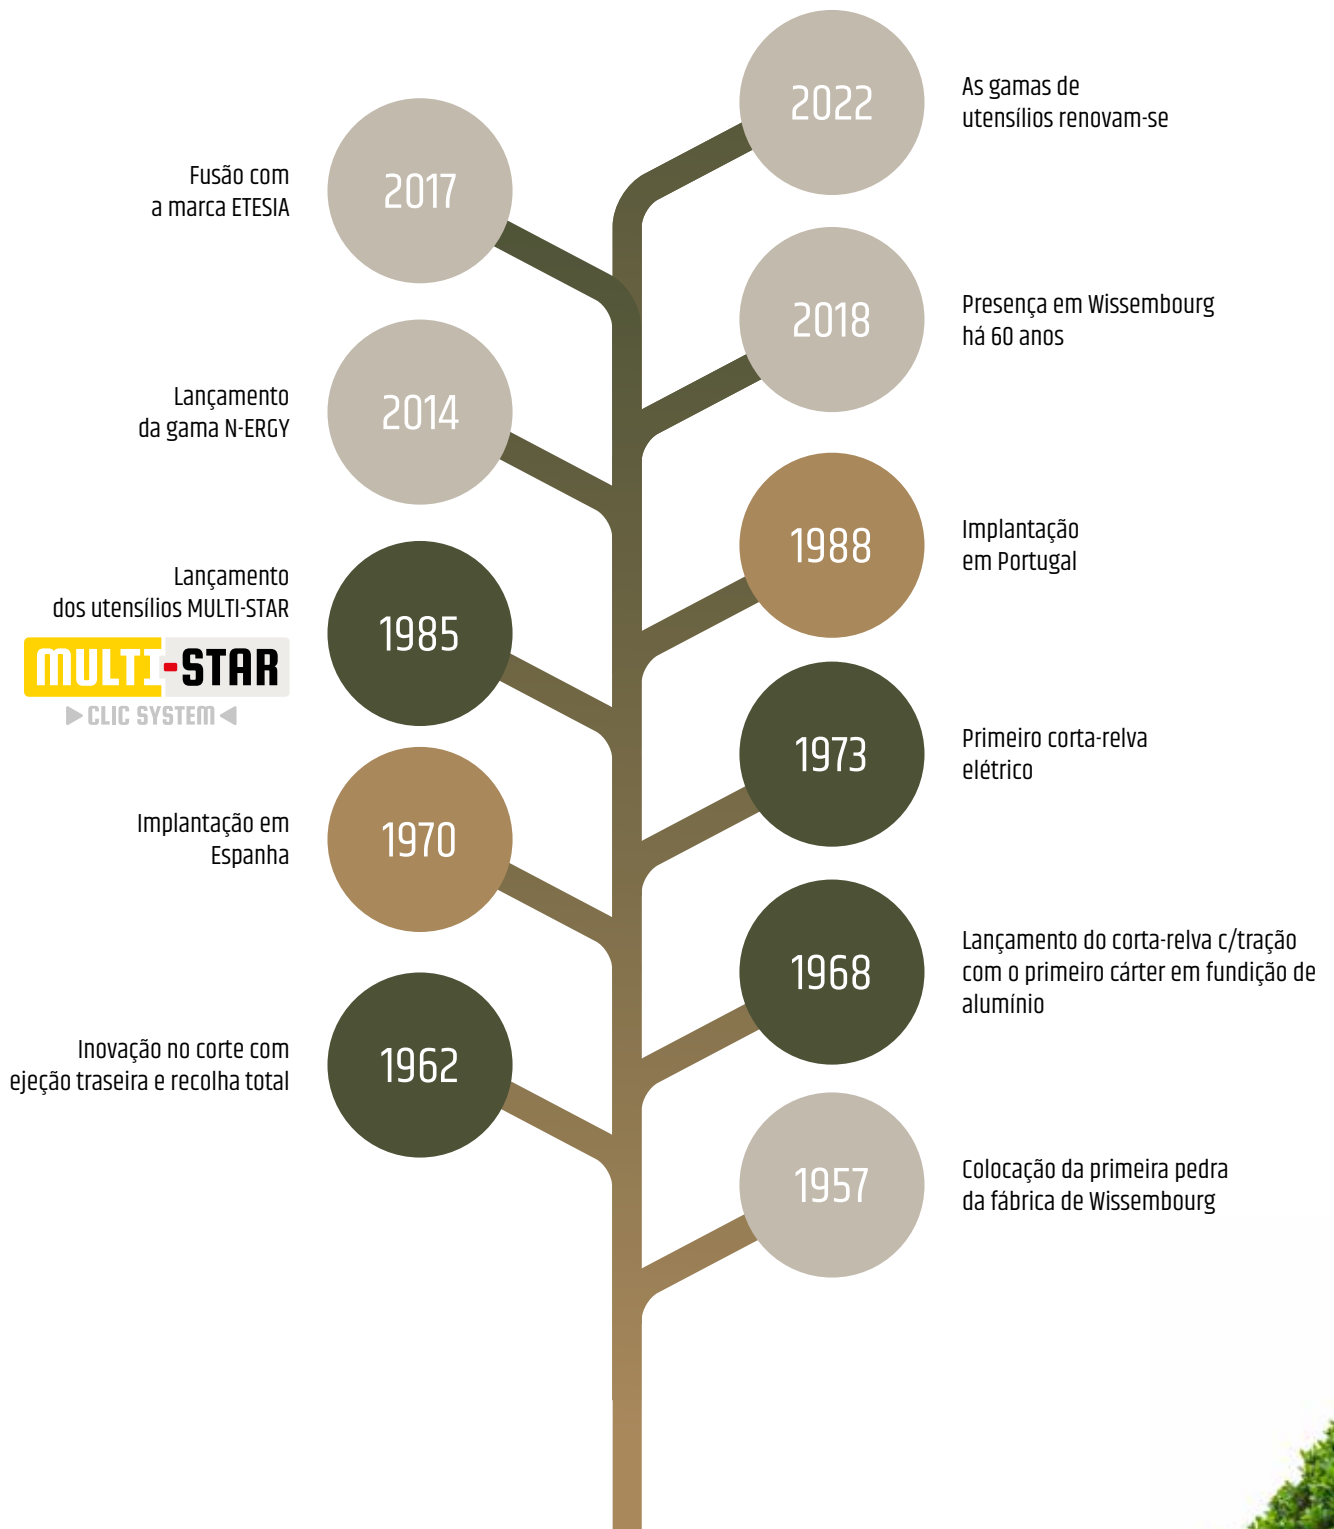 2022
As gamas de
utensílios renovam-se
Fusão com
a marca ETESIA
2017
2018
Presença em Wissembourg
há 60 anos
Lançamento
da gama N-ERGY
2014
1988
Implantação
em Portugal
Lançamento
dos utensílios MULTI-STAR
MULTI-STAR
CLIC SYSTEM
1985
1973
Primeiro corta-relva
elétrico
Implantação em
Espanha
1970
1968
Lançamento do corta-relva c/tração
com o primeiro cárter em fundição de
alumínio
Inovação no corte com
ejeção traseira e recolha total
1962
1957
Colocação da primeira pedra
da fábrica de Wissembourg